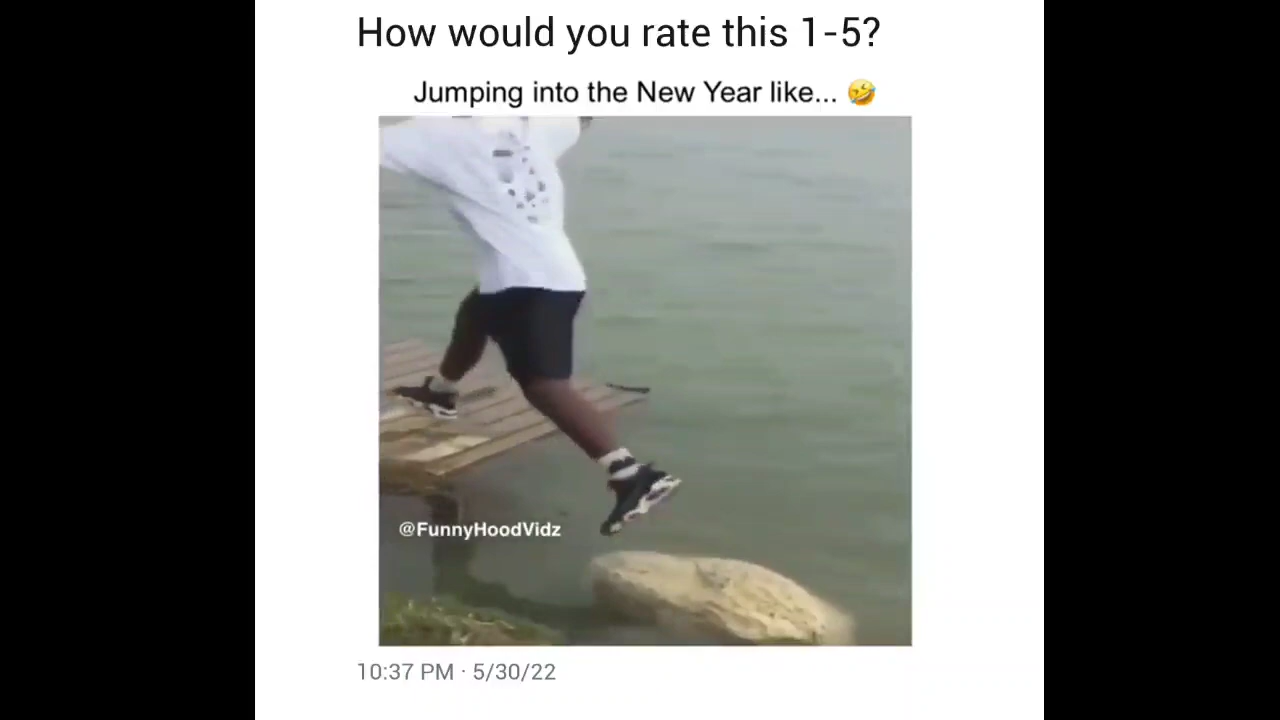 How would you rate this 1-5?
Jumping into the New Year like... 🤣
@FunnyHoodVidz
10:37 PM · 5/30/22